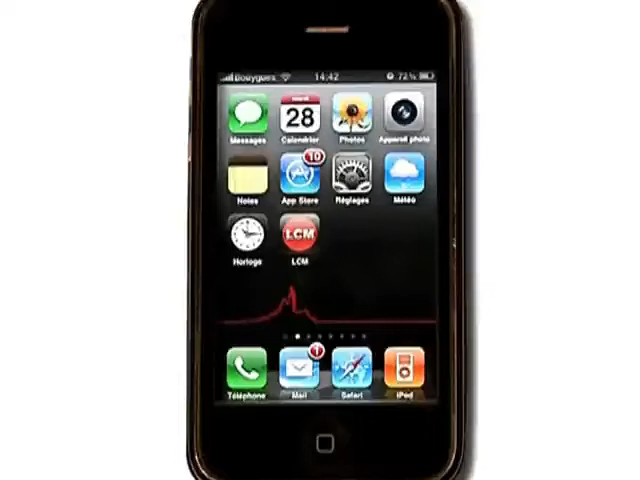 Bouygues 14:42 72%
Messages 28 Calendrier Photos Appareil photo
Notes 10 App Store Réglages Météo
Horloge LCM LCM
1
Téléphone Mail Safari iPod